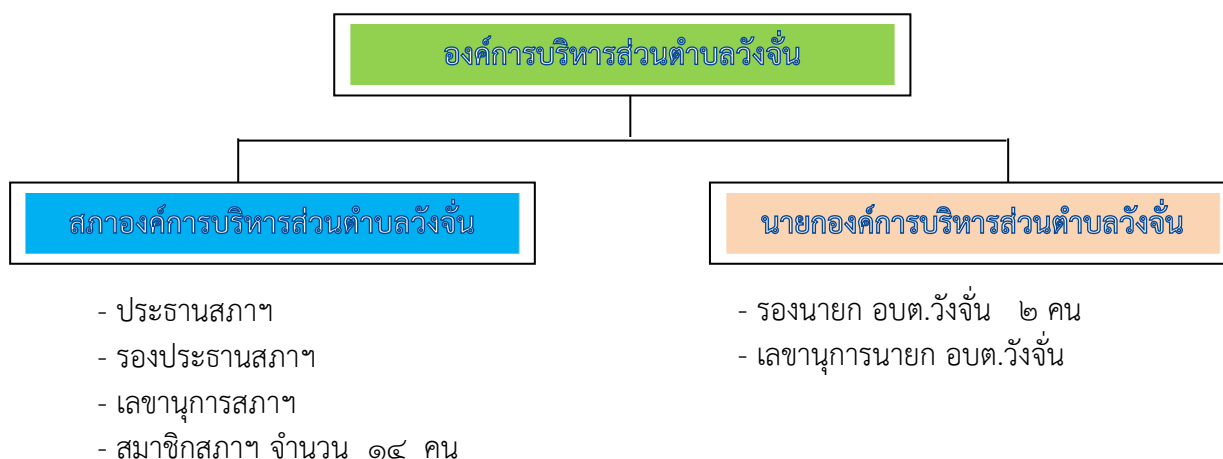 องค์การบริหารส่วนตำบลวังจั่น
สภาองค์การบริหารส่วนตำบลวังจั่น
- ประธานสภาฯ
- รองประธานสภาฯ
- เลขานุการสภาฯ
- สมาชิกสภาฯ จำนวน ๑๔ คน
นายกองค์การบริหารส่วนตำบลวังจั่น
- รองนายก อบต.วังจั่น ๒ คน
- เลขานุการนายก อบต.วังจั่น